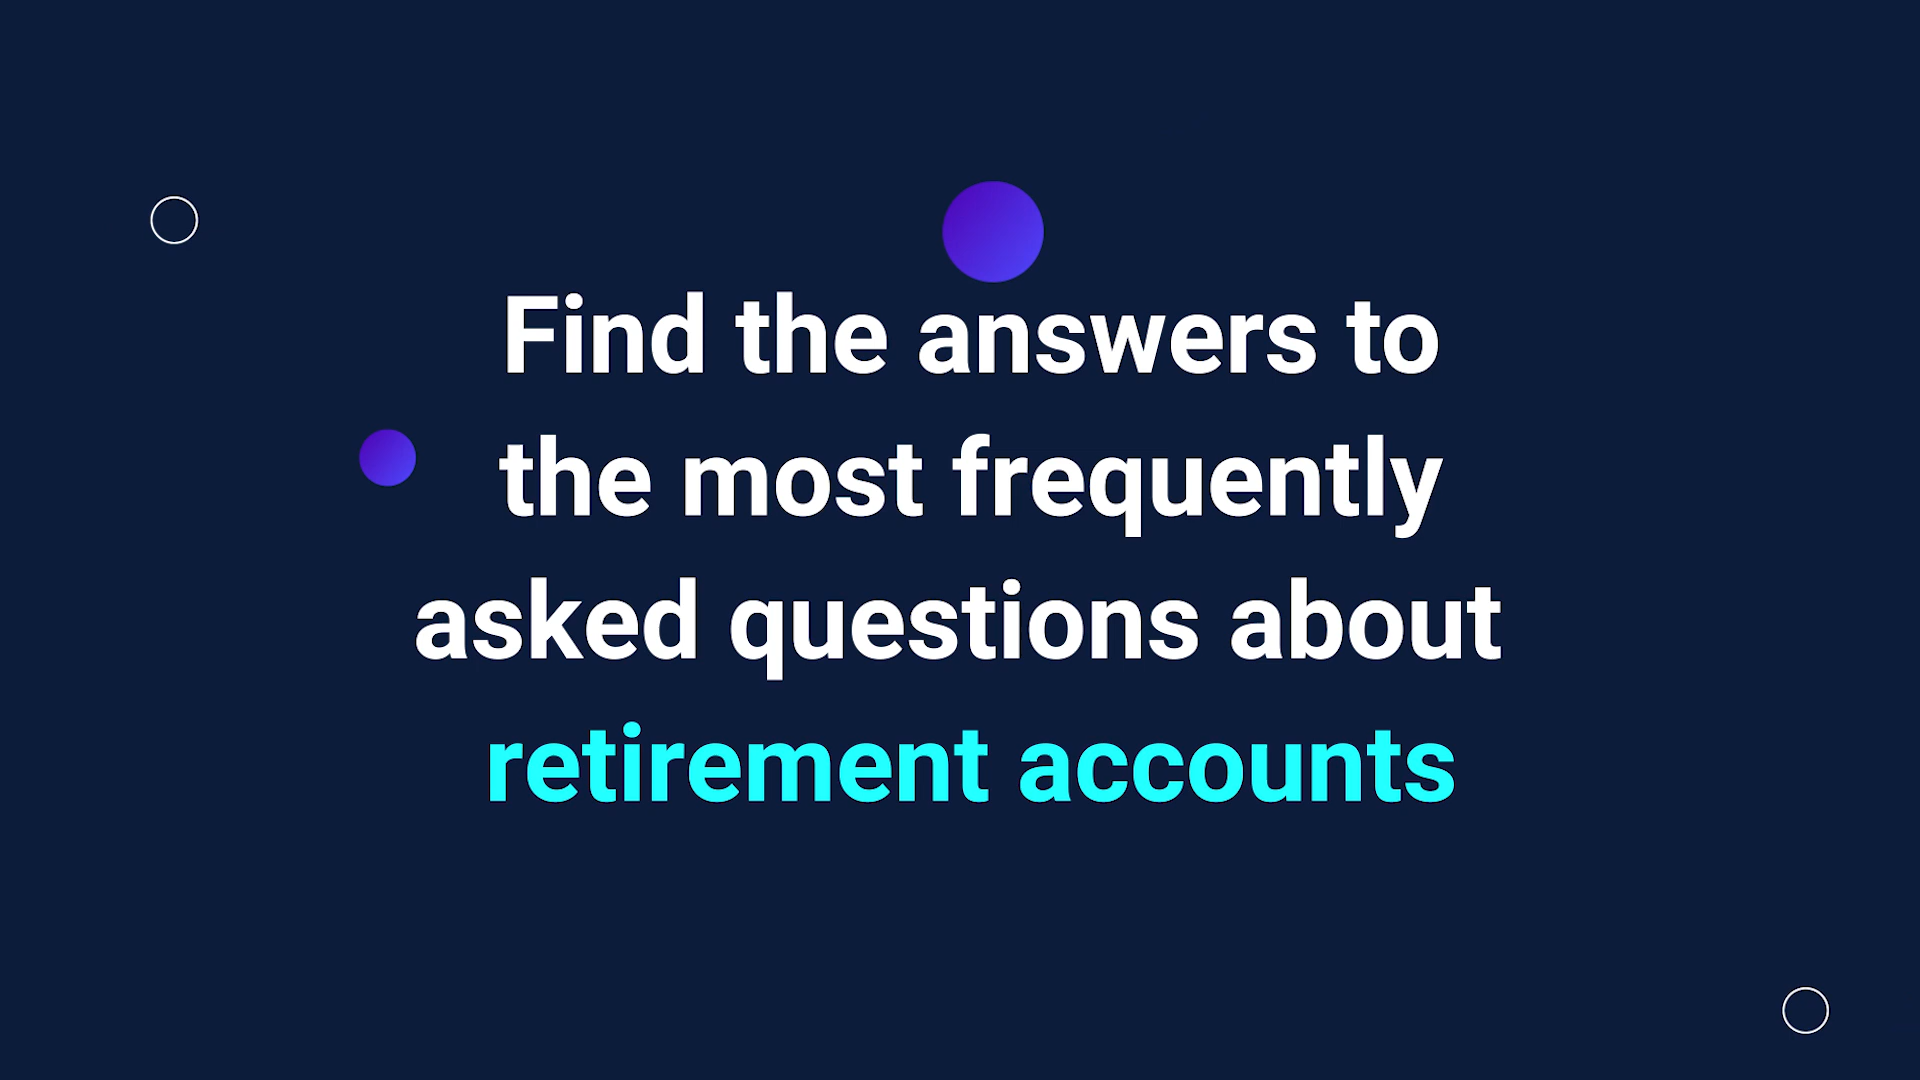 Find the answers to
the most frequently
asked questions about
retirement accounts